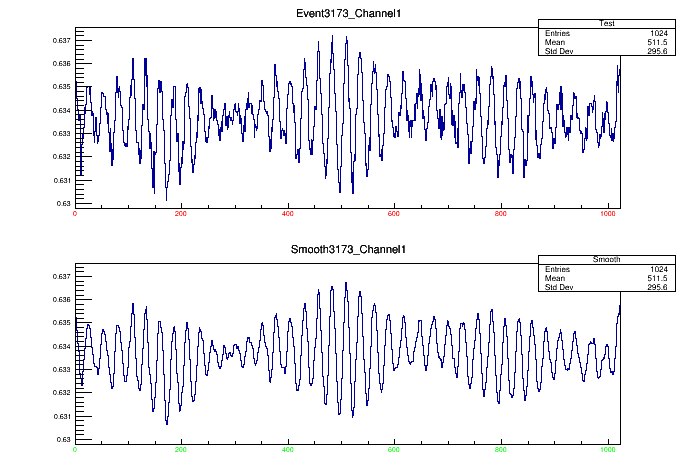 Event3173_Channel1
Test
Entries 1024
Mean 511.5
Std Dev 295.6
0.637
0.636
0.635
0.634
0.633
0.632
0.631
0.63
0 200 400 600 800 1000
Smooth3173_Channel1
Smooth
Entries 1024
Mean 511.5
Std Dev 295.6
0.637
0.636
0.635
0.634
0.633
0.632
0.631
0.63
0 200 400 600 800 1000